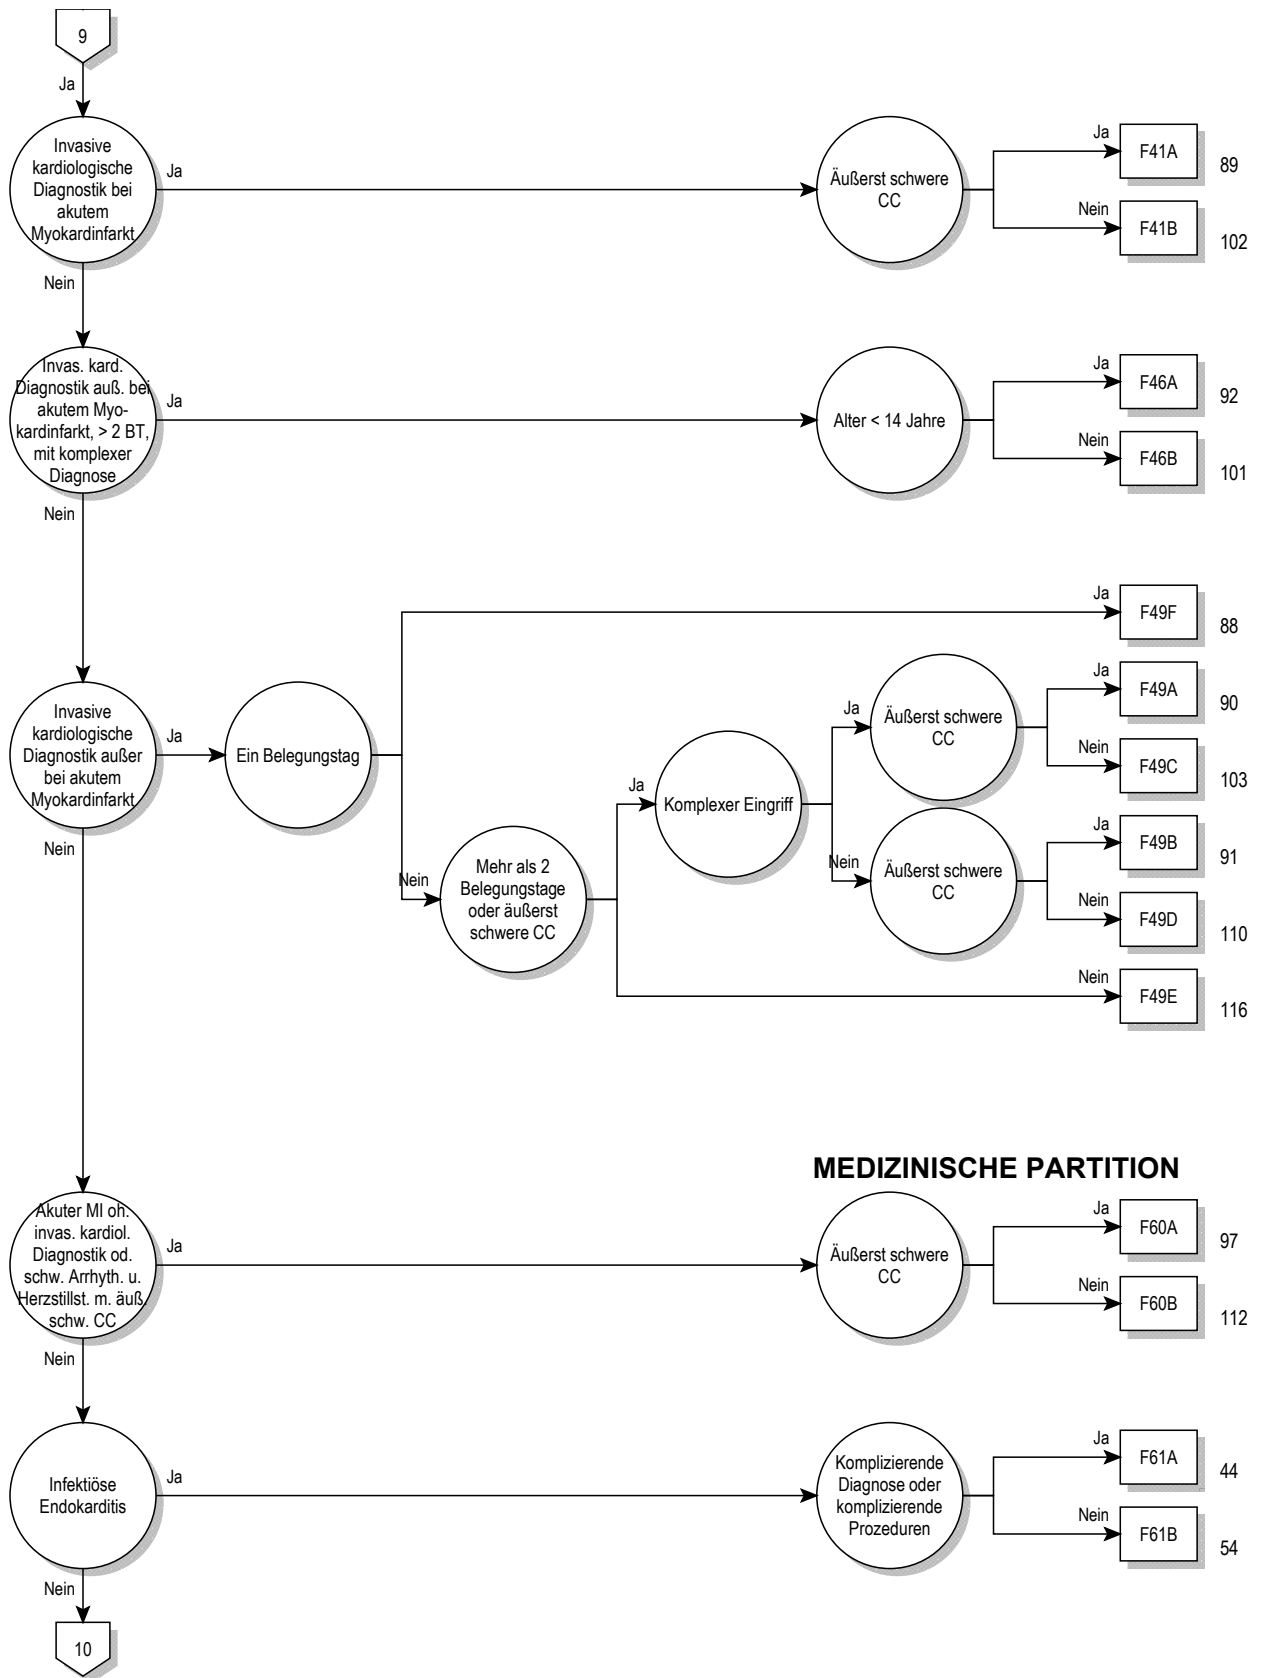 9
Ja
Invasive
kardiologische
Diagnostik bei
akutem
Myokardinfarkt
Ja
Äußerst schwere
CC
Ja
F41A
89
Nein
F41B
102
Nein
Invas. kard.
Diagnostik auß. bei
akutem Myo-
kardinfarkt, > 2 BT,
mit komplexer
Diagnose
Ja
Alter < 14 Jahre
Ja
F46A
92
Nein
F46B
101
Nein
Invasive
kardiologische
Diagnostik außer
bei akutem
Myokardinfarkt
Ja
Ein Belegungstag
Ja
F49F
88
Nein
Mehr als 2
Belegungstage
oder äußerst
schwere CC
Ja
Komplexer Eingriff
Ja
Äußerst schwere
CC
Ja
F49A
90
Nein
F49C
103
Nein
Äußerst schwere
CC
Ja
F49B
91
Nein
F49D
110
Nein
F49E
116
Nein
MEDIZINISCHE PARTITION
Akuter MI oh.
invas. kardiol.
Diagnostik od.
schw. Arrhyth. u.
Herzstillst. m. äuß.
schw. CC
Ja
Äußerst schwere
CC
Ja
F60A
97
Nein
F60B
112
Nein
Infektiöse
Endokarditis
Ja
Komplizierende
Diagnose oder
komplizierende
Prozeduren
Ja
F61A
44
Nein
F61B
54
Nein
10